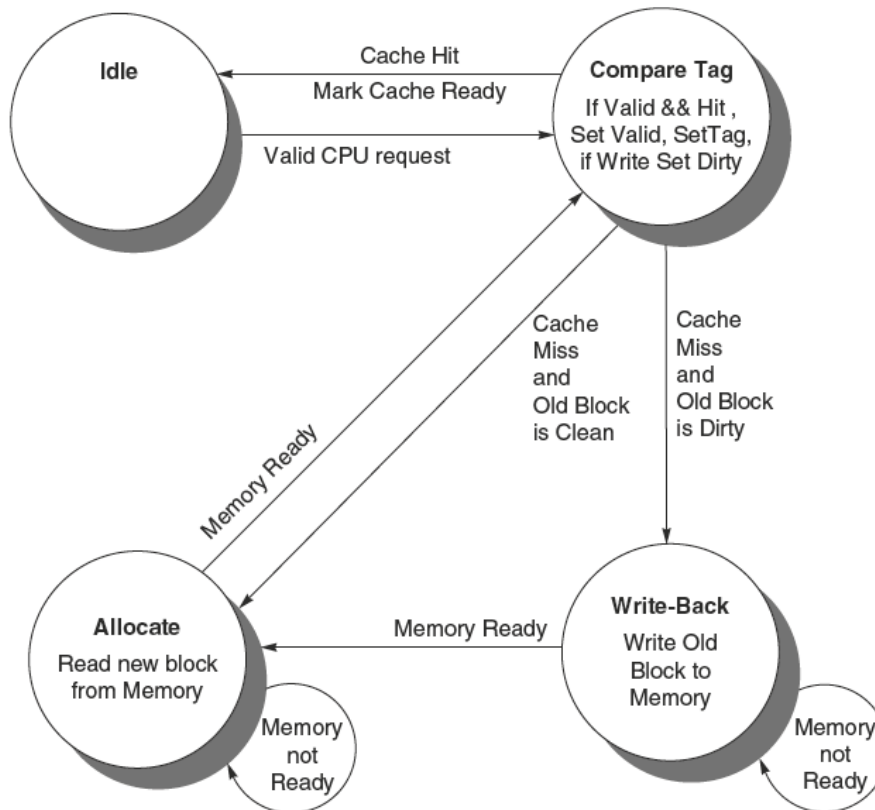 Idle
Cache Hit
Mark Cache Ready
Valid CPU request
Compare Tag
If Valid && Hit ,
Set Valid, SetTag,
if Write Set Dirty
Cache
Miss
and
Old Block
is Clean
Cache
Miss
and
Old Block
is Dirty
Memory Ready
Allocate
Read new block
from Memory
Memory
not
Ready
Memory Ready
Write-Back
Write Old
Block to
Memory
Memory
not
Ready